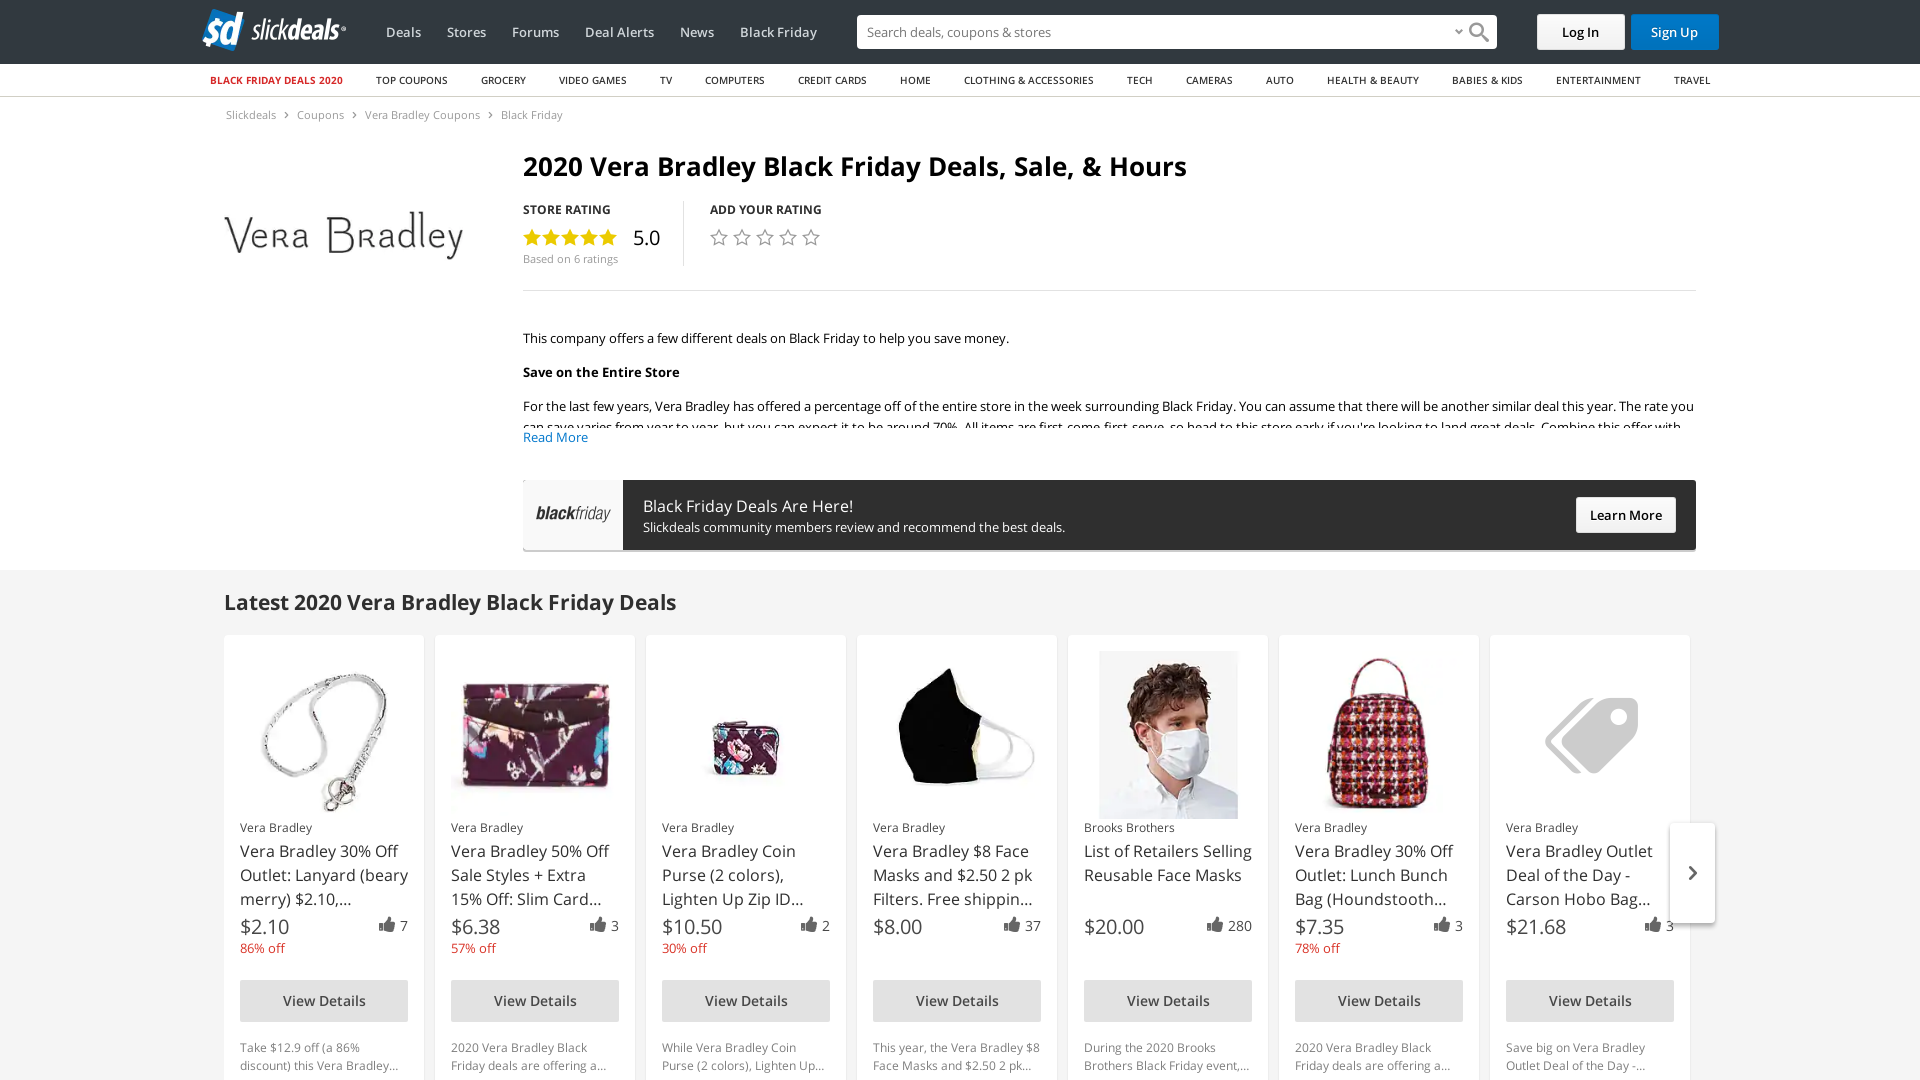 sd slickdeals
Deals
Stores
Forums
Deal Alerts
News
Black Friday
Search deals, coupons & stores
Log In
Sign Up
BLACK FRIDAY DEALS 2020
TOP COUPONS
GROCERY
VIDEO GAMES
TV
COMPUTERS
CREDIT CARDS
HOME
CLOTHING & ACCESSORIES
TECH
CAMERAS
AUTO
HEALTH & BEAUTY
BABIES & KIDS
ENTERTAINMENT
TRAVEL
Slickdeals › Coupons › Vera Bradley Coupons › Black Friday
Vera Bradley
2020 Vera Bradley Black Friday Deals, Sale, & Hours
STORE RATING
5.0
Based on 6 ratings
ADD YOUR RATING
This company offers a few different deals on Black Friday to help you save money.
Save on the Entire Store
For the last few years, Vera Bradley has offered a percentage off of the entire store in the week surrounding Black Friday. You can assume that there will be another similar deal this year. The rate you
can save varies from year to year, but you can expect it to be around 70%. All items are first-come-first-serve, so head to this store early if you're looking to land great deals. Combine this offer with
Read More
blackfriday
Black Friday Deals Are Here!
Slickdeals community members review and recommend the best deals.
Learn More
Latest 2020 Vera Bradley Black Friday Deals
Vera Bradley
Vera Bradley 30% Off
Outlet: Lanyard (beary
merry) $2.10,...
$2.10
7
86% off
View Details
Take $12.9 off (a 86%
discount) this Vera Bradley...
Vera Bradley
Vera Bradley 50% Off
Sale Styles + Extra
15% Off: Slim Card...
$6.38
3
57% off
View Details
2020 Vera Bradley Black
Friday deals are offering a...
Vera Bradley
Vera Bradley Coin
Purse (2 colors),
Lighten Up Zip ID...
$10.50
2
30% off
View Details
While Vera Bradley Coin
Purse (2 colors), Lighten Up...
Vera Bradley
Vera Bradley $8 Face
Masks and $2.50 2 pk
Filters. Free shippin...
$8.00
37
View Details
This year, the Vera Bradley $8
Face Masks and $2.50 2 pk...
Brooks Brothers
List of Retailers Selling
Reusable Face Masks
$20.00
280
View Details
During the 2020 Brooks
Brothers Black Friday event,...
Vera Bradley
Vera Bradley 30% Off
Outlet: Lunch Bunch
Bag (Houndstooth...
$7.35
3
78% off
View Details
2020 Vera Bradley Black
Friday deals are offering a...
Vera Bradley
Vera Bradley Outlet
Deal of the Day -
Carson Hobo Bag...
$21.68
3
View Details
Save big on Vera Bradley
Outlet Deal of the Day -...